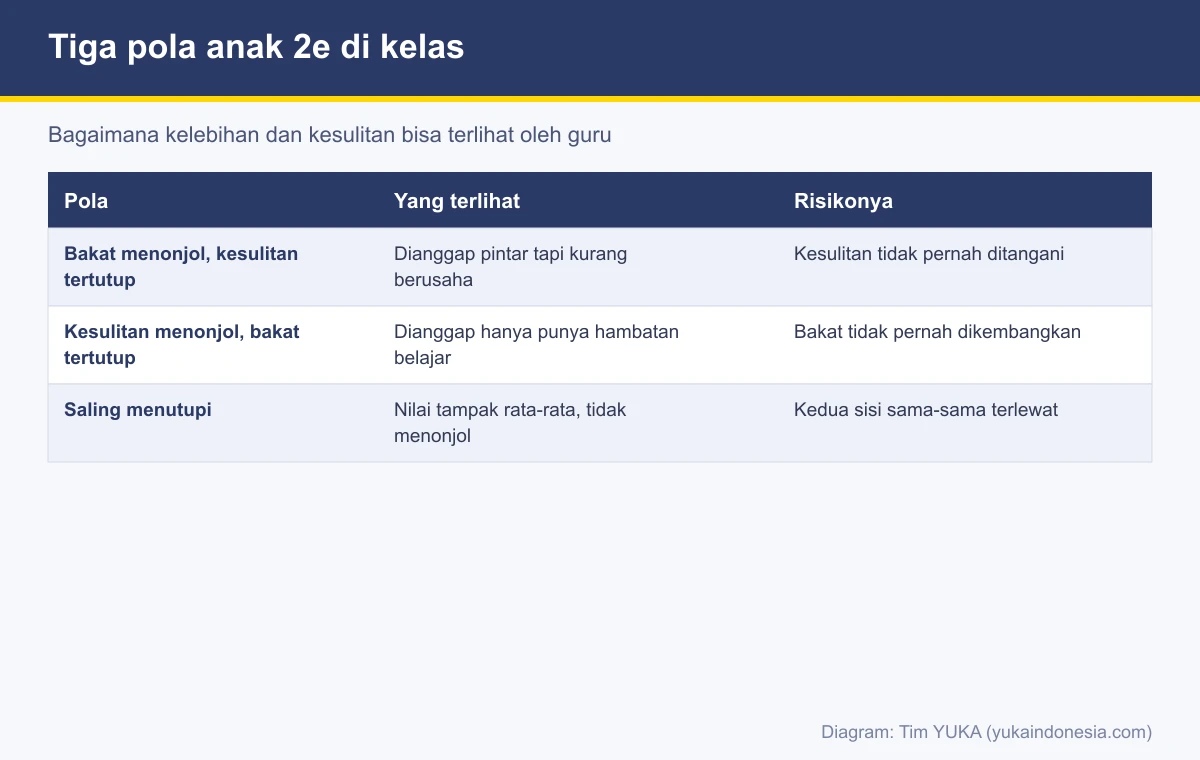 Tiga pola anak 2e di kelas
Bagaimana kelebihan dan kesulitan bisa terlihat oleh guru
Pola Yang terlihat Risikonya
Bakat menonjol, kesulitan tertutup Dianggap pintar tapi kurang berusaha Kesulitan tidak pernah ditangani
Kesulitan menonjol, bakat tertutup Dianggap hanya punya hambatan belajar Bakat tidak pernah dikembangkan
Saling menutupi Nilai tampak rata-rata, tidak menonjol Kedua sisi sama-sama terlewat
Diagram: Tim YUKA (yukaindonesia.com)